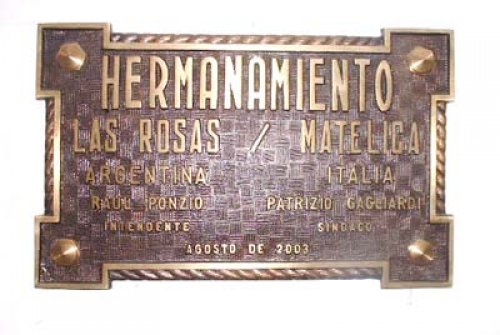 HERMANAMIENTO
LAS ROSAS / MATELICA
ARGENTINA ITALIA
RAUL PONZIO PATRIZIO GAGLIARDI
INTENDENTE SINDACO
AGOSTO DE 2003